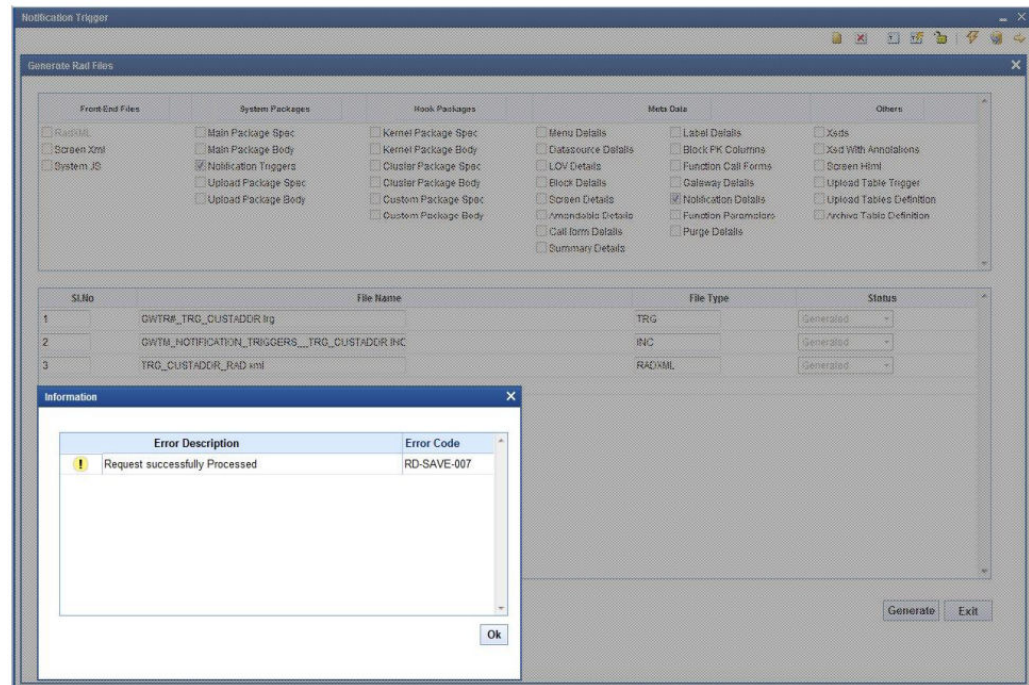 Notification Trigger
Generate Rad Files
Front-End Files System Packages Hook Packages Meta Data Others
RadXML Main Package Spec Kernel Package Spec Menu Details Label Details Xsds
Screen Xml Main Package Body Kernel Package Body Datasource Details Block PK Columns Xsd With Annotations
System JS Notification Triggers Cluster Package Spec LOV Details Function Call Forms Screen Html
Upload Package Spec Cluster Package Body Block Details Gateway Details Upload Table Trigger
Upload Package Body Custom Package Spec Screen Details Notification Details Upload Tables Definition
Custom Package Body Amendable Details Function Parameters Archive Table Definition
Call form Details Purge Details
Summary Details
Sl.No File Name File Type Status
1 GWTR#_TRG_CUSTADDR.trg TRG Generated
2 GWTM_NOTIFICATION_TRIGGERS__TRG_CUSTADDR.INC INC Generated
3 TRG_CUSTADDR_RAD.xml RADXML Generated
Information
Error Description Error Code
! Request successfully Processed RD-SAVE-007
Ok
Generate Exit